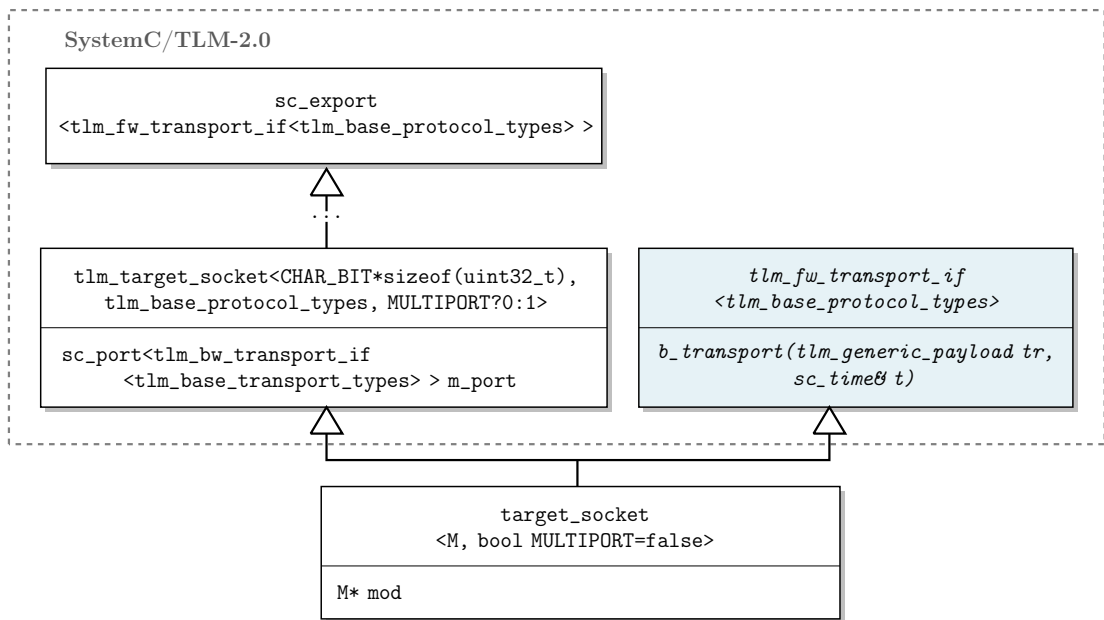 SystemC/TLM-2.0
sc_export
<tlm_fw_transport_if<tlm_base_protocol_types> >
...
tlm_target_socket<CHAR_BIT*sizeof(uint32_t),
tlm_base_protocol_types, MULTIPORT?0:1>
sc_port<tlm_bw_transport_if
<tlm_base_transport_types> > m_port
tlm_fw_transport_if
<tlm_base_protocol_types>
b_transport(tlm_generic_payload tr,
sc_time& t)
target_socket
<M, bool MULTIPORT=false>
M* mod